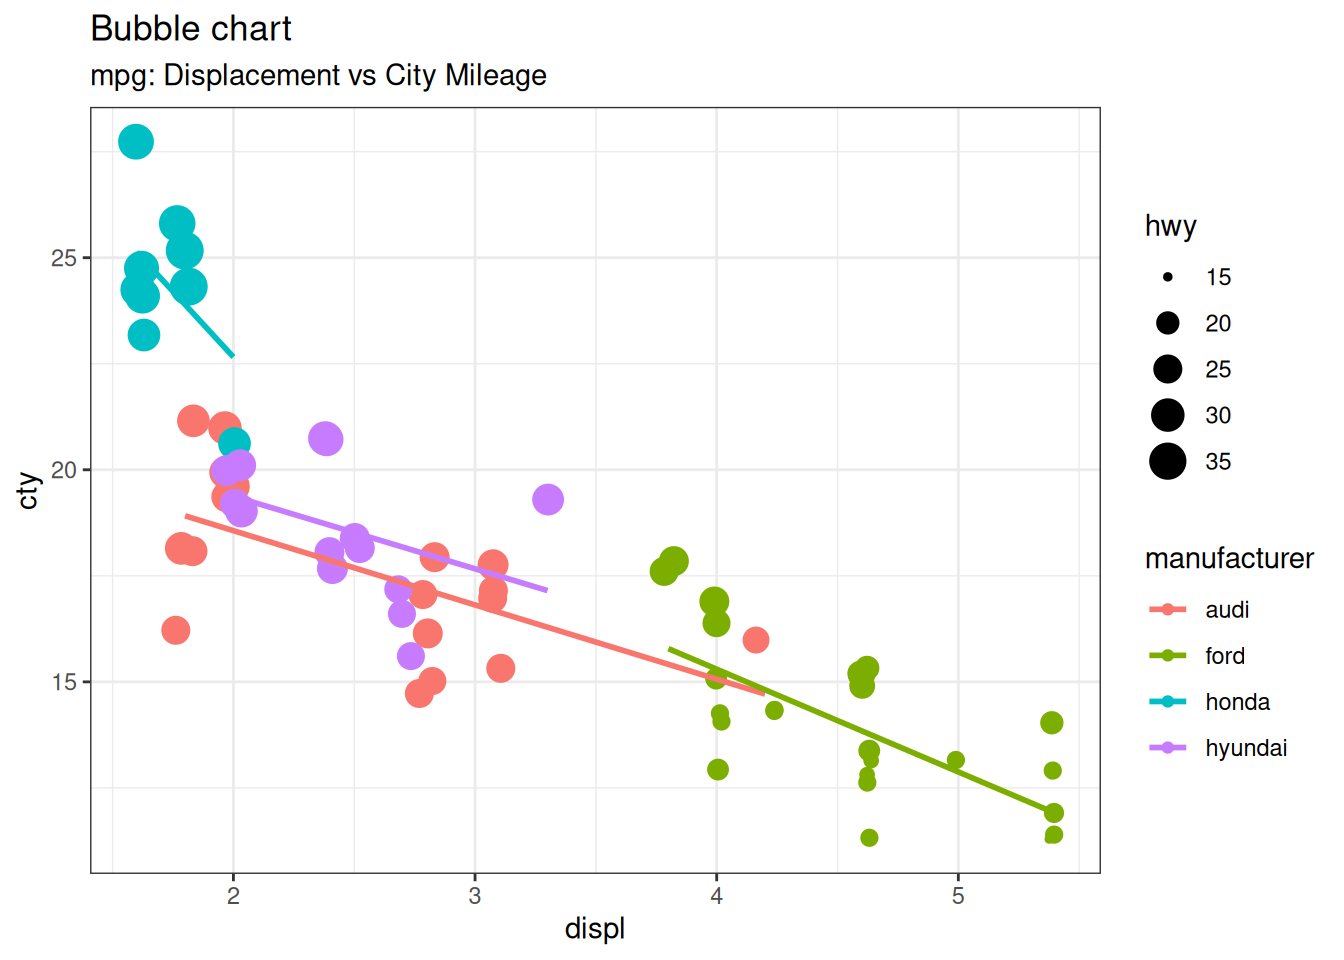 Bubble chart
mpg: Displacement vs City Mileage
25
20
15
cty
2 3 4 5
displ
hwy
15
20
25
30
35
manufacturer
audi
ford
honda
hyundai